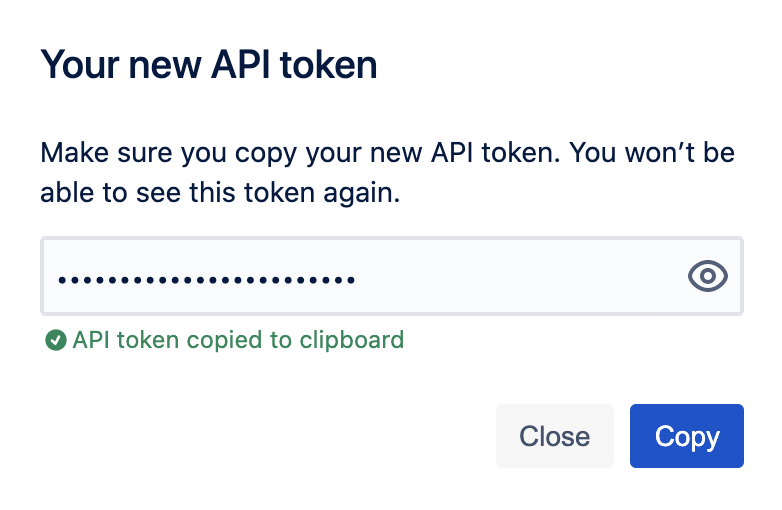 Your new API token
Make sure you copy your new API token. You won’t be
able to see this token again.
••••••••••••••••••••••••
API token copied to clipboard
Close
Copy